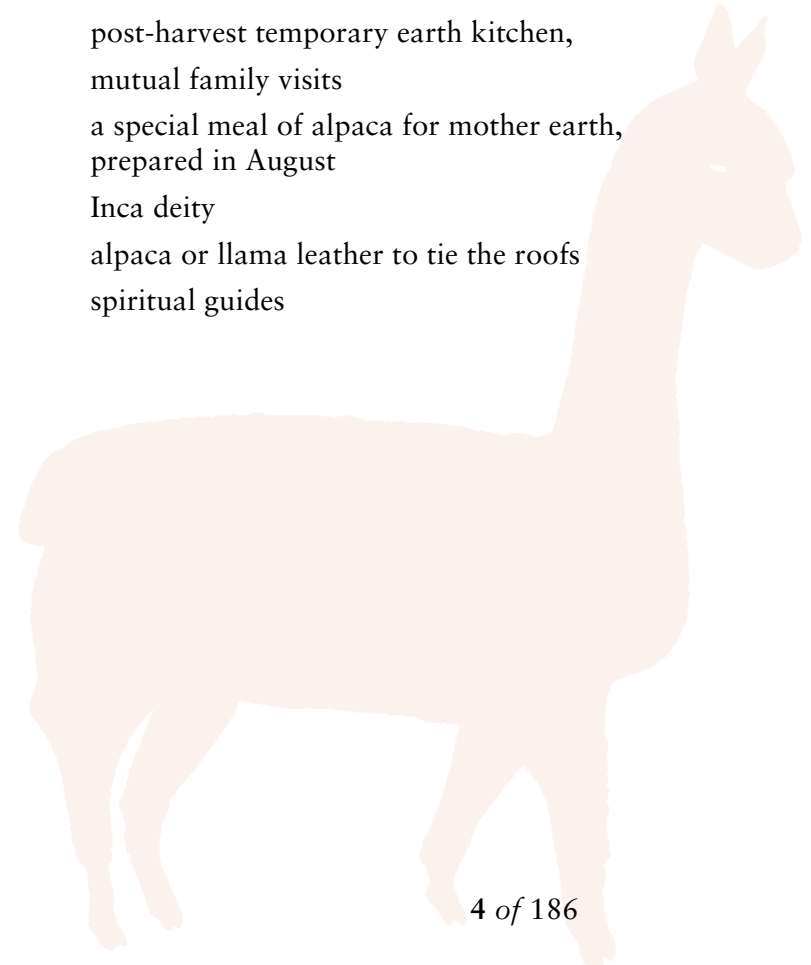 post-harvest temporary earth kitchen,
mutual family visits
a special meal of alpaca for mother earth,
prepared in August
Inca deity
alpaca or llama leather to tie the roofs
spiritual guides
4 of 186